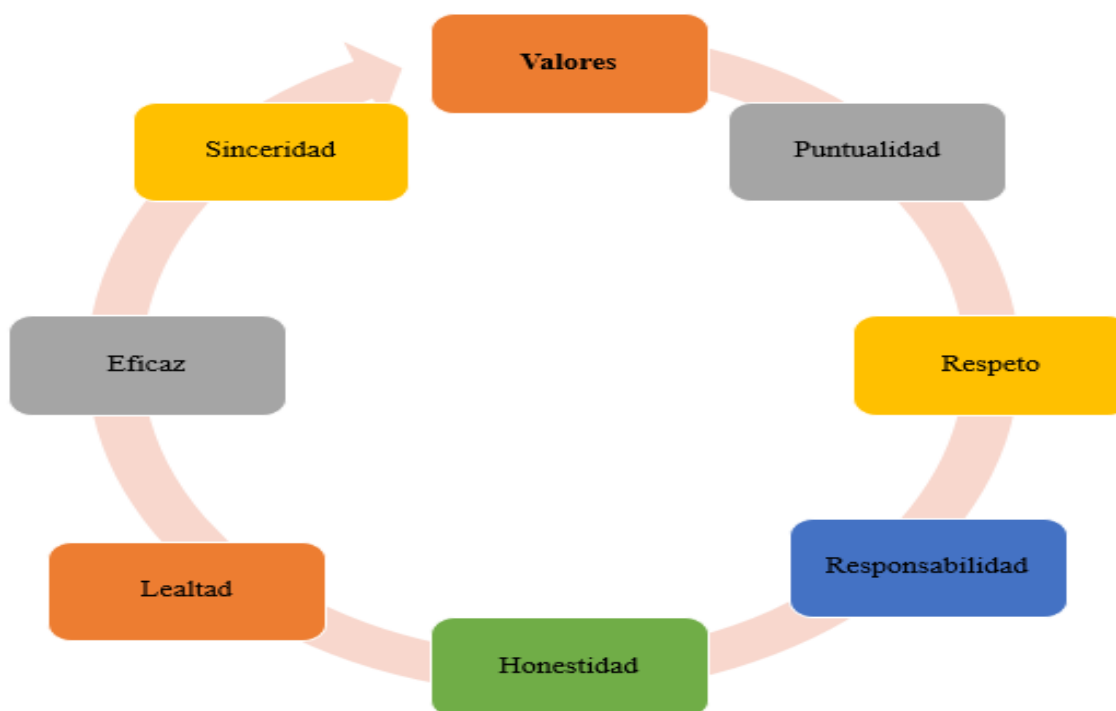 Valores
Puntualidad
Respeto
Responsabilidad
Honestidad
Lealtad
Eficaz
Sinceridad